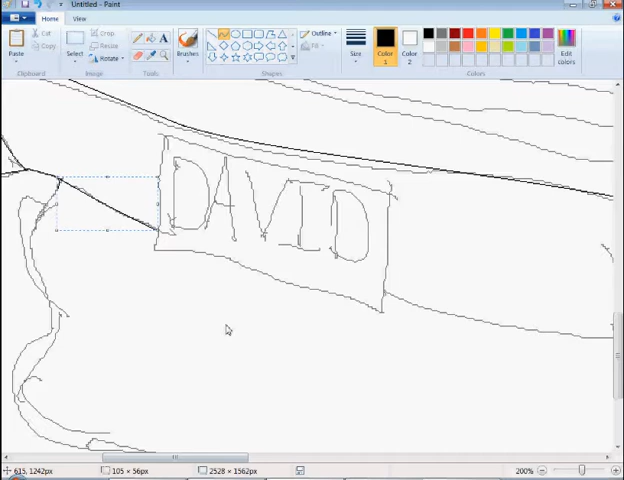 Untitled - Paint
Home View
Paste
Cut
Copy
Clipboard
Select
Crop
Resize
Rotate
Image
Tools
Brushes
Shapes
Outline
Fill
Size
Color 1
Color 2
Colors
Edit colors
DAVID
615, 1242px
105 × 56px
2528 × 1562px
200%